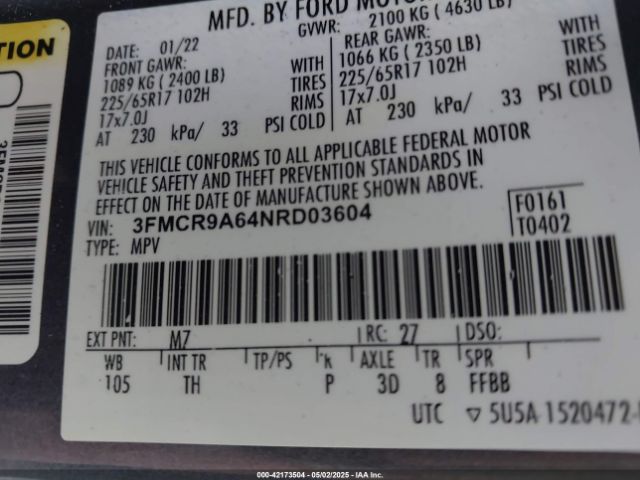 MFD. BY FORD MOTOR
GVWR: 2100 KG ( 4630 LB)
DATE: 01/22
FRONT GAWR:
1089 KG ( 2400 LB)
225/65R17 102H
17x7.0J
AT 230 kPa/ 33 PSI COLD
WITH
TIRES
RIMS
REAR GAWR:
1066 KG ( 2350 LB)
225/65R17 102H
17x7.0J
AT 230 kPa/ 33 PSI COLD
WITH
TIRES
RIMS
THIS VEHICLE CONFORMS TO ALL APPLICABLE FEDERAL MOTOR
VEHICLE SAFETY AND THEFT PREVENTION STANDARDS IN
EFFECT ON THE DATE OF MANUFACTURE SHOWN ABOVE.
VIN: 3FMCR9A64NRD03604
TYPE: MPV
F0161
T0402
EXT PNT: M7 RC: 27 DSO:
WB INT TR TP/PS R AXLE TR SPR
105 TH P 3D 8 FFBB
UTC 5U5A 1520472-
000-42173504 - 05/02/2025 - IAA Inc.